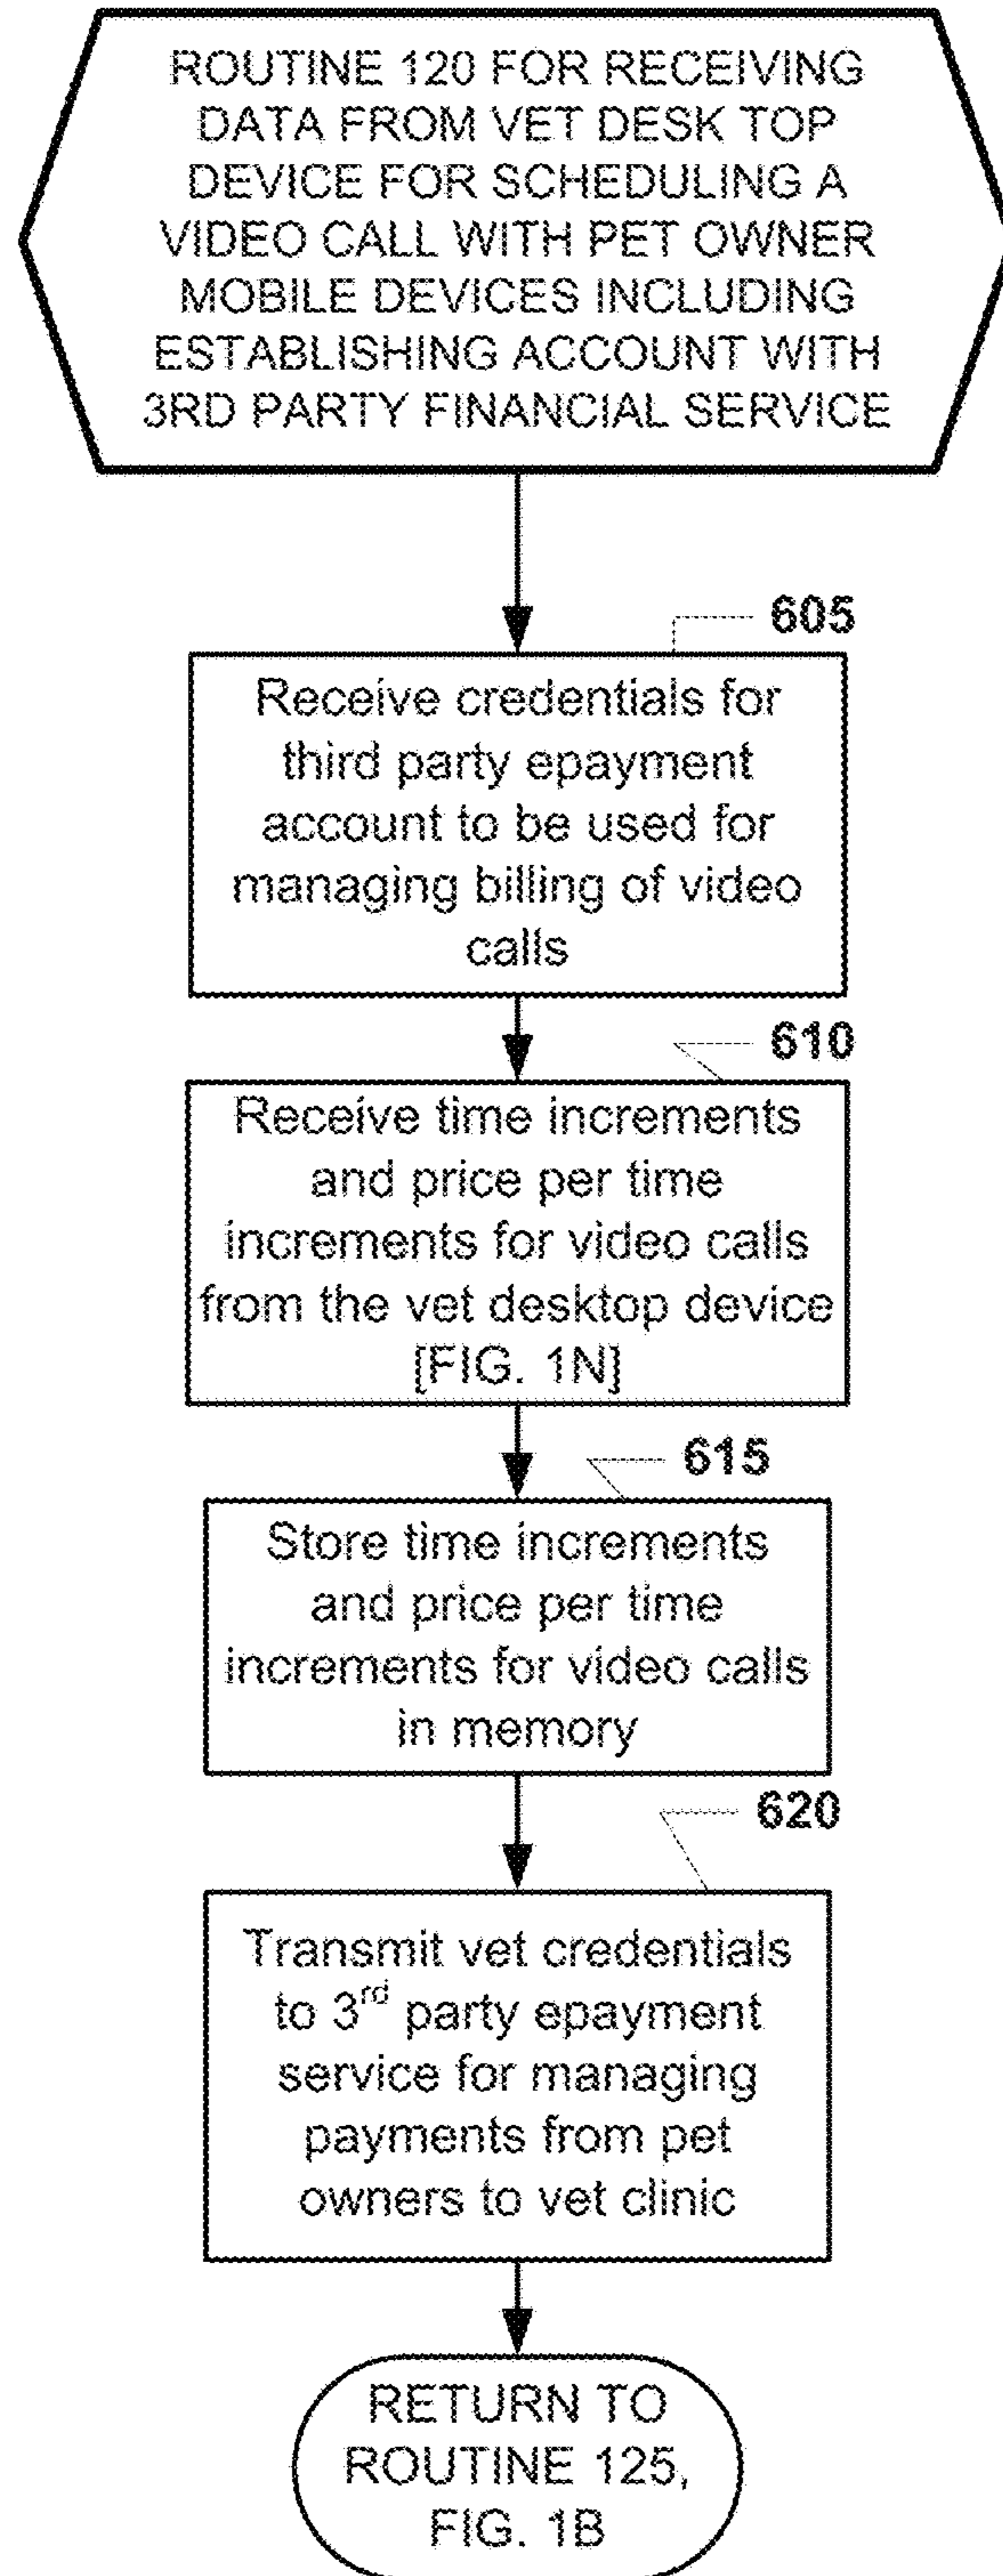 ROUTINE 120 FOR RECEIVING
DATA FROM VET DESK TOP
DEVICE FOR SCHEDULING A
VIDEO CALL WITH PET OWNER
MOBILE DEVICES INCLUDING
ESTABLISHING ACCOUNT WITH
3RD PARTY FINANCIAL SERVICE
605
Receive credentials for
third party epayment
account to be used for
managing billing of video
calls
610
Receive time increments
and price per time
increments for video calls
from the vet desktop device
[FIG. 1N]
615
Store time increments
and price per time
increments for video calls
in memory
620
Transmit vet credentials
to 3rd party epayment
service for managing
payments from pet
owners to vet clinic
RETURN TO
ROUTINE 125,
FIG. 1B